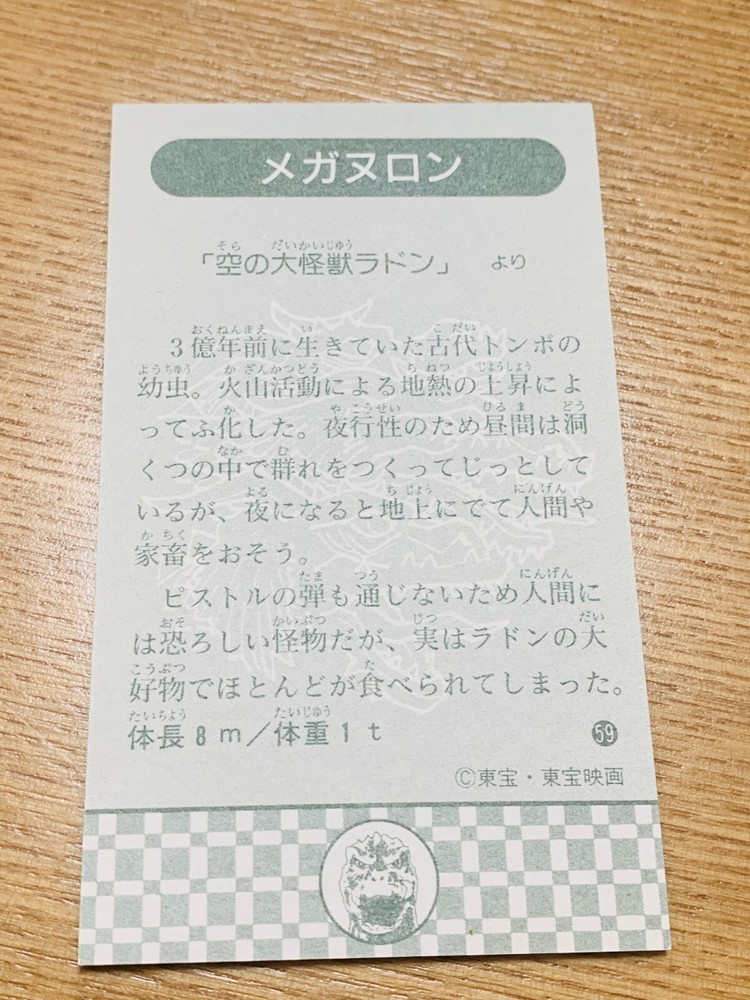 メガヌロン
「空の大怪獣ラドン」 より
3億年前に生きていた古代トンボの
幼虫。火山活動による地熱の上昇によ
ってふ化した。夜行性のため昼間は洞
くつの中で群れをつくってじっとして
いるが、夜になると地上にでて人間や
家畜をおそう。
ピストルの弾も通じないため人間に
は恐ろしい怪物だが、実はラドンの大
好物でほとんどが食べられてしまった。
体長8m/体重1t
59
©東宝・東宝映画